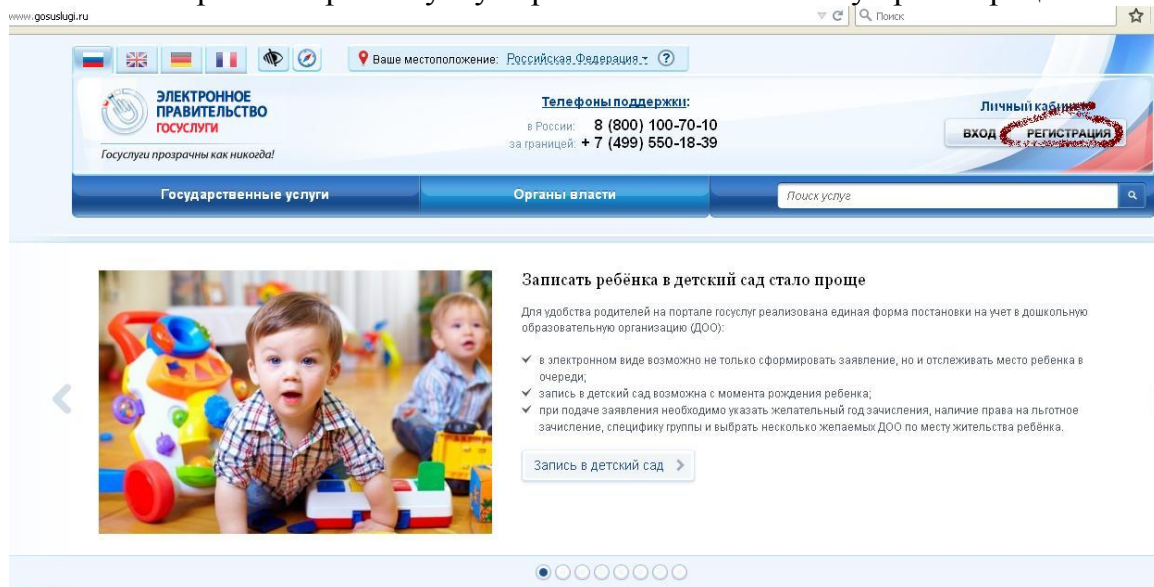 www.gosuslugi.ru
Поиск
Ваше местоположение: Российская Федерация ?
ЭЛЕКТРОННОЕ
ПРАВИТЕЛЬСТВО
ГОСУСЛУГИ
Госуслуги прозрачны как никогда!
Телефоны поддержки:
в России: 8 (800) 100-70-10
за границей: + 7 (499) 550-18-39
Личный кабинет
ВХОД РЕГИСТРАЦИЯ
Государственные услуги
Органы власти
Поиск услуг
Записать ребёнка в детский сад стало проще
Для удобства родителей на портале госуслуг реализована единая форма постановки на учет в дошкольную
образовательную организацию (ДОО):
✓ в электронном виде возможно не только сформировать заявление, но и отслеживать место ребенка в
очереди;
✓ запись в детский сад возможна с момента рождения ребенка;
✓ при подаче заявления необходимо указать желательный год зачисления, наличие права на льготное
зачисление, специфику группы и выбрать несколько желаемых ДОО по месту жительства ребёнка.
Запись в детский сад